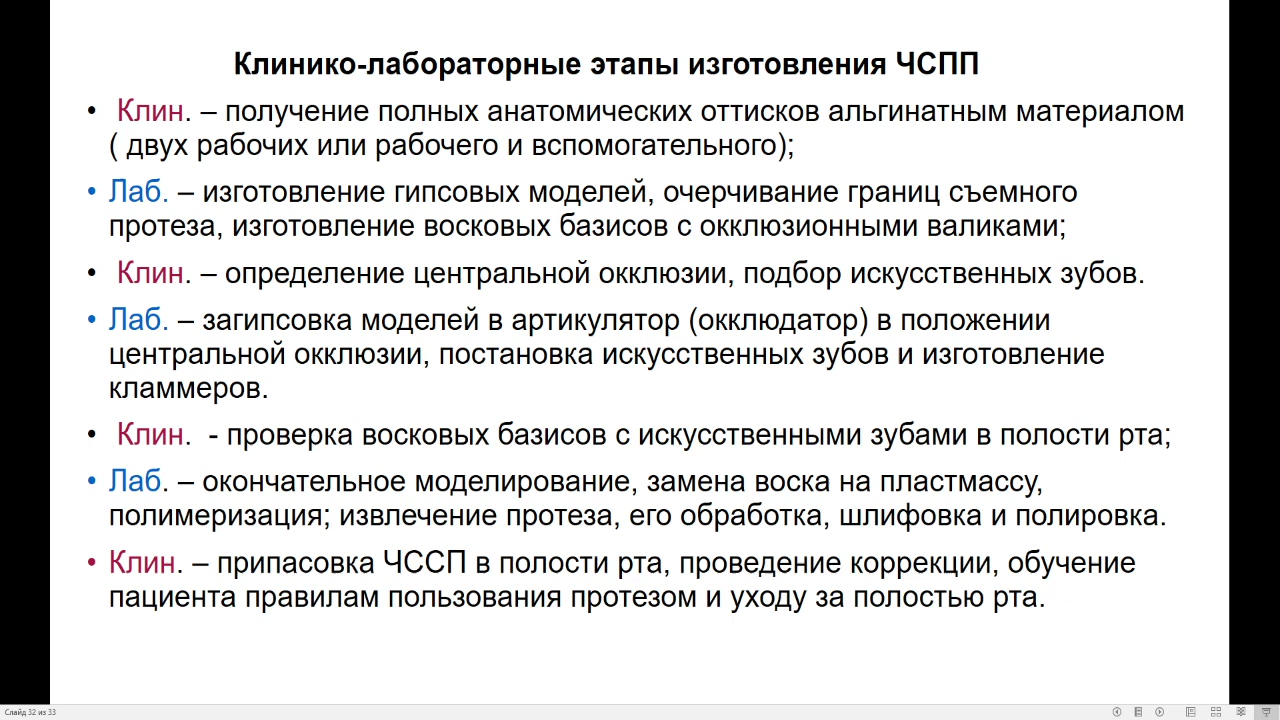 Клинико-лабораторные этапы изготовления ЧСПП
• Клин. – получение полных анатомических оттисков альгинатным материалом
( двух рабочих или рабочего и вспомогательного);
• Лаб. – изготовление гипсовых моделей, очерчивание границ съемного
протеза, изготовление восковых базисов с окклюзионными валиками;
• Клин. – определение центральной окклюзии, подбор искусственных зубов.
• Лаб. – загипсовка моделей в артикулятор (окклюдатор) в положении
центральной окклюзии, постановка искусственных зубов и изготовление
кламмеров.
• Клин. - проверка восковых базисов с искусственными зубами в полости рта;
• Лаб. – окончательное моделирование, замена воска на пластмассу,
полимеризация; извлечение протеза, его обработка, шлифовка и полировка.
• Клин. – припасовка ЧССП в полости рта, проведение коррекции, обучение
пациента правилам пользования протезом и уходу за полостью рта.
Слайд 32 из 33